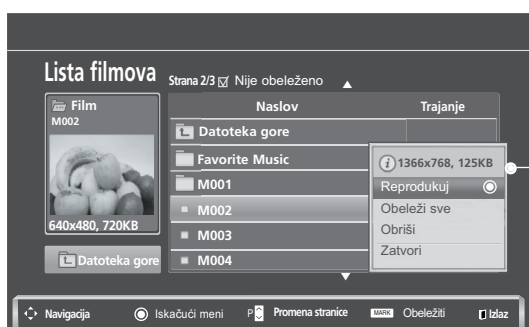 Lista filmova
Strana 2/3 Nije obeleženo
Film
M002
640x480, 720KB
Datoteka gore
Naslov Trajanje
Datoteka gore
Favorite Music
M001
M002
M003
M004
1366x768, 125KB
Reprodukuj
Obeleži sve
Obriši
Zatvori
Navigacija Iskačući meni P Promena stranice MARK Obeležiti Izlaz